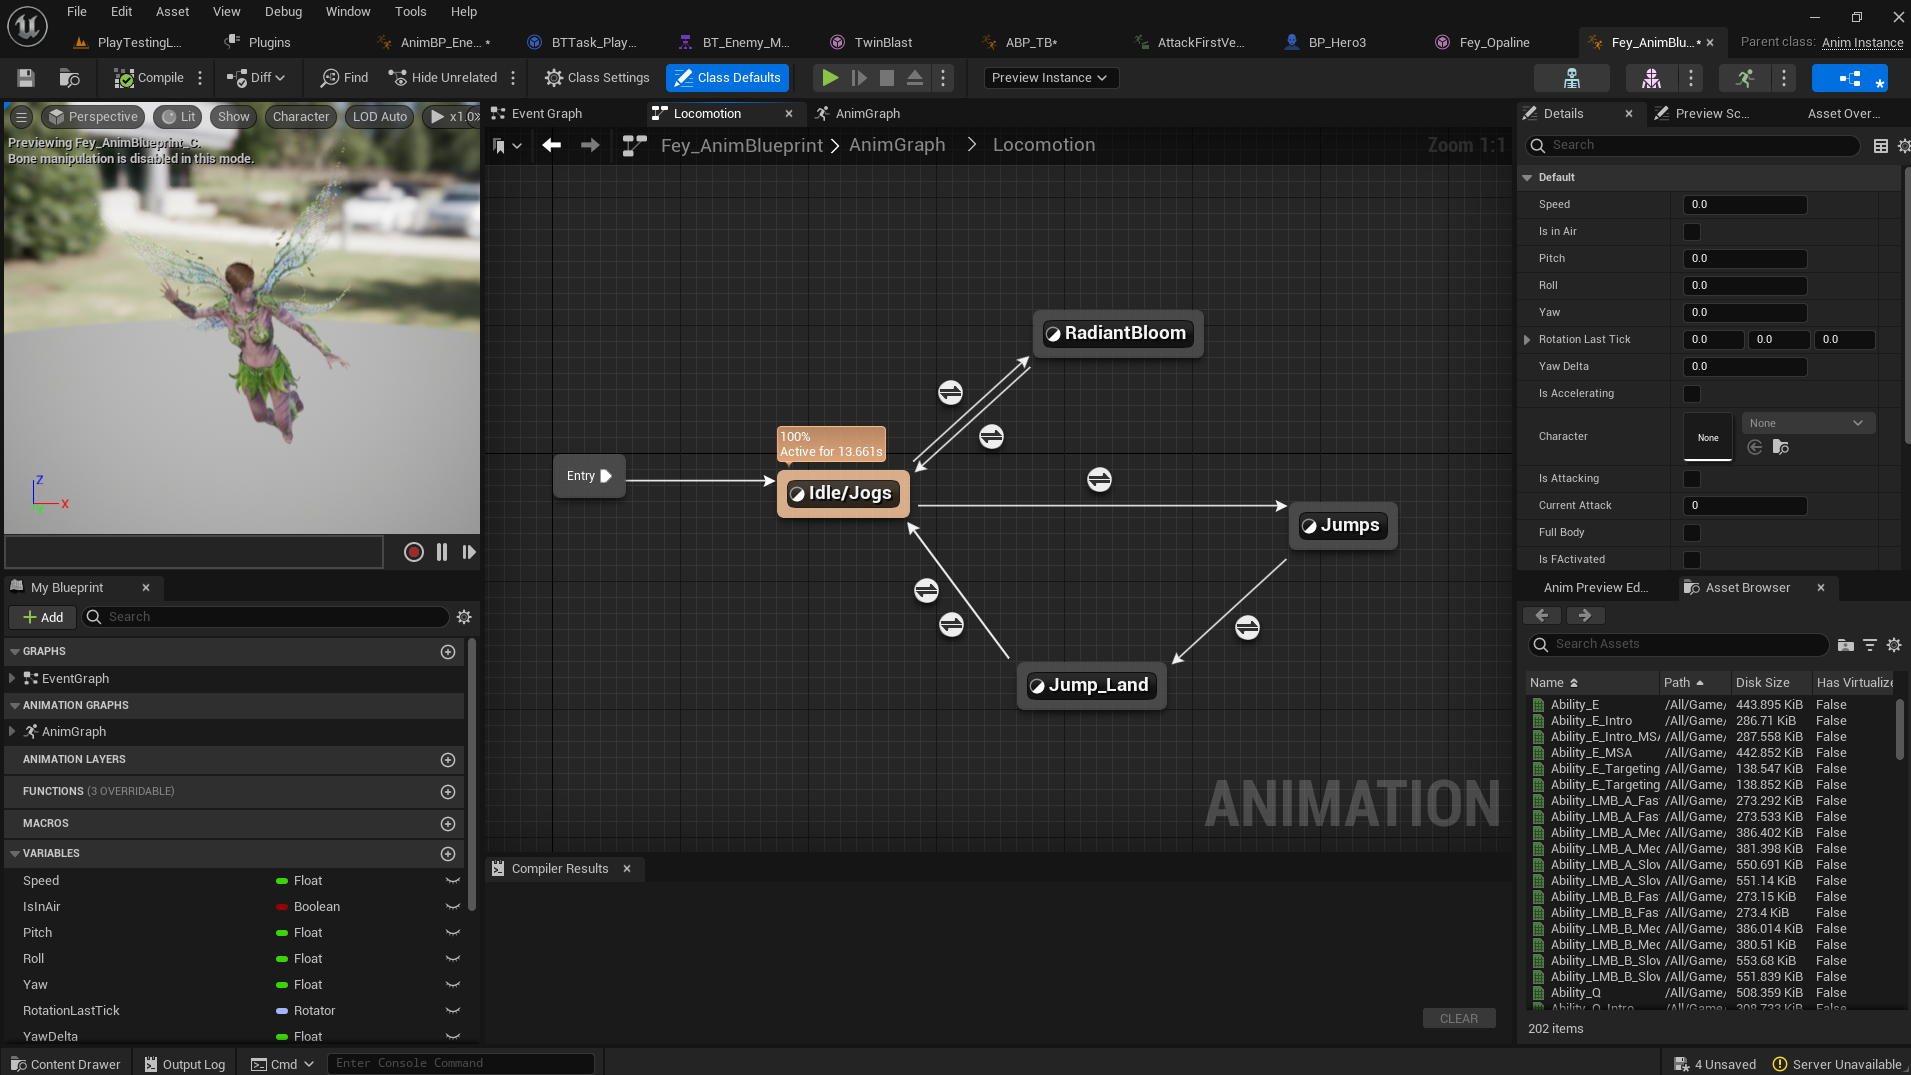 File Edit Asset View Debug Window Tools Help
PlayTestingL... Plugins AnimBP_Ene... * BTTask_Play... BT_Enemy_M... TwinBlast ABP_TB* AttackFirstVe... BP_Hero3 Fey_Opaline Fey_AnimBlu...* Parent class: Anim Instance
Compile Diff Find Hide Unrelated Class Settings Class Defaults Preview Instance
Perspective Lit Show Character LOD Auto x1.0
Previewing Fey_AnimBlueprint_C.
Bone manipulation is disabled in this mode.
Z
X
Y
My Blueprint
Add Search
GRAPHS
EventGraph
ANIMATION GRAPHS
AnimGraph
ANIMATION LAYERS
FUNCTIONS (3 OVERRIDABLE)
MACROS
VARIABLES
Speed Float
IsInAir Boolean
Pitch Float
Roll Float
Yaw Float
RotationLastTick Rotator
YawDelta Float
Event Graph Locomotion AnimGraph
Fey_AnimBlueprint > AnimGraph > Locomotion Zoom 1:1
RadiantBloom
100%
Active for 13.661s
Entry
Idle/Jogs
Jumps
Jump_Land
ANIMATION
Compiler Results
CLEAR
Details Preview Sc... Asset Over...
Search
Default
Speed 0.0
Is in Air
Pitch 0.0
Roll 0.0
Yaw 0.0
Rotation Last Tick 0.0 0.0 0.0
Yaw Delta 0.0
Is Accelerating
Character None None
Is Attacking
Current Attack 0
Full Body
Is FActivated
Anim Preview Ed... Asset Browser
Search Assets
Name Path Disk Size Has Virtualize
Ability_E /All/Game/ 443.895 KiB False
Ability_E_Intro /All/Game/ 286.71 KiB False
Ability_E_Intro_MSA /All/Game/ 287.558 KiB False
Ability_E_MSA /All/Game/ 442.852 KiB False
Ability_E_Targeting /All/Game/ 138.547 KiB False
Ability_E_Targeting /All/Game/ 138.852 KiB False
Ability_LMB_A_Fas /All/Game/ 273.292 KiB False
Ability_LMB_A_Fas /All/Game/ 273.533 KiB False
Ability_LMB_A_Med /All/Game/ 386.402 KiB False
Ability_LMB_A_Med /All/Game/ 381.398 KiB False
Ability_LMB_A_Slow /All/Game/ 550.691 KiB False
Ability_LMB_A_Slow /All/Game/ 551.14 KiB False
Ability_LMB_B_Fas /All/Game/ 273.15 KiB False
Ability_LMB_B_Fas /All/Game/ 273.4 KiB False
Ability_LMB_B_Med /All/Game/ 386.014 KiB False
Ability_LMB_B_Med /All/Game/ 380.51 KiB False
Ability_LMB_B_Slow /All/Game/ 553.68 KiB False
Ability_LMB_B_Slow /All/Game/ 551.839 KiB False
Ability_Q /All/Game/ 508.359 KiB False
Ability_Q_Intro /All/Game/ 308.733 KiB False
202 items
Content Drawer Output Log Cmd Enter Console Command 4 Unsaved Server Unavailable